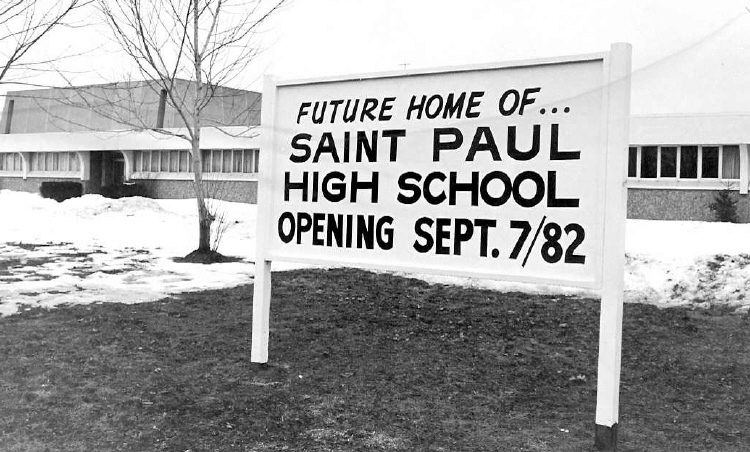 FUTURE HOME OF...
SAINT PAUL
HIGH SCHOOL
OPENING SEPT. 7/82